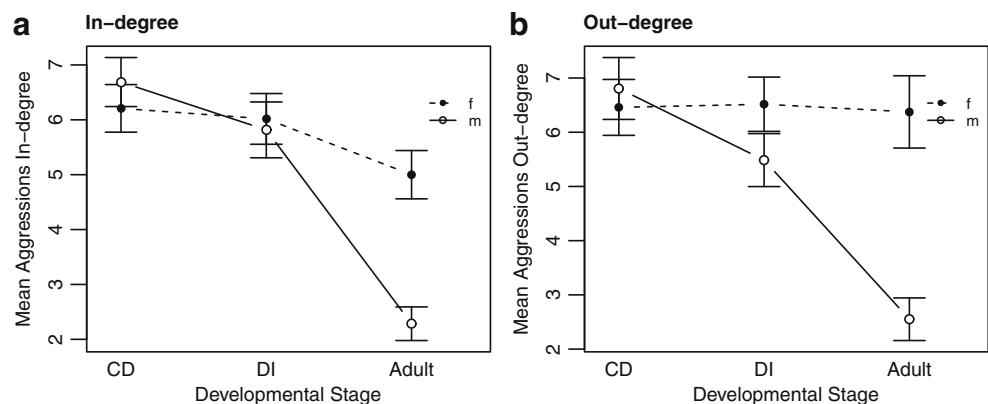 a In-degree
Mean Aggressions In-degree
7
6
5
4
3
2
f
m
CD DI Adult
Developmental Stage
b Out-degree
Mean Aggressions Out-degree
7
6
5
4
3
2
f
m
CD DI Adult
Developmental Stage